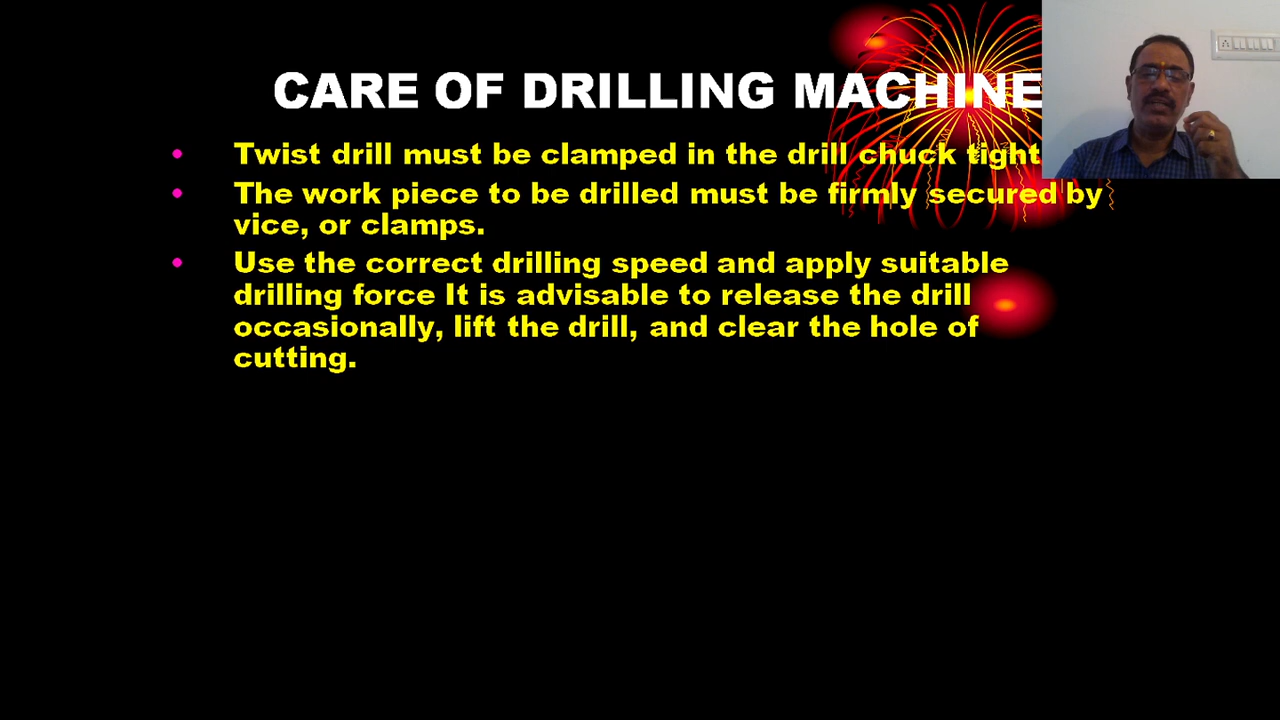 CARE OF DRILLING MACHINE
• Twist drill must be clamped in the drill chuck tight
• The work piece to be drilled must be firmly secured by
vice, or clamps.
• Use the correct drilling speed and apply suitable
drilling force It is advisable to release the drill
occasionally, lift the drill, and clear the hole of
cutting.